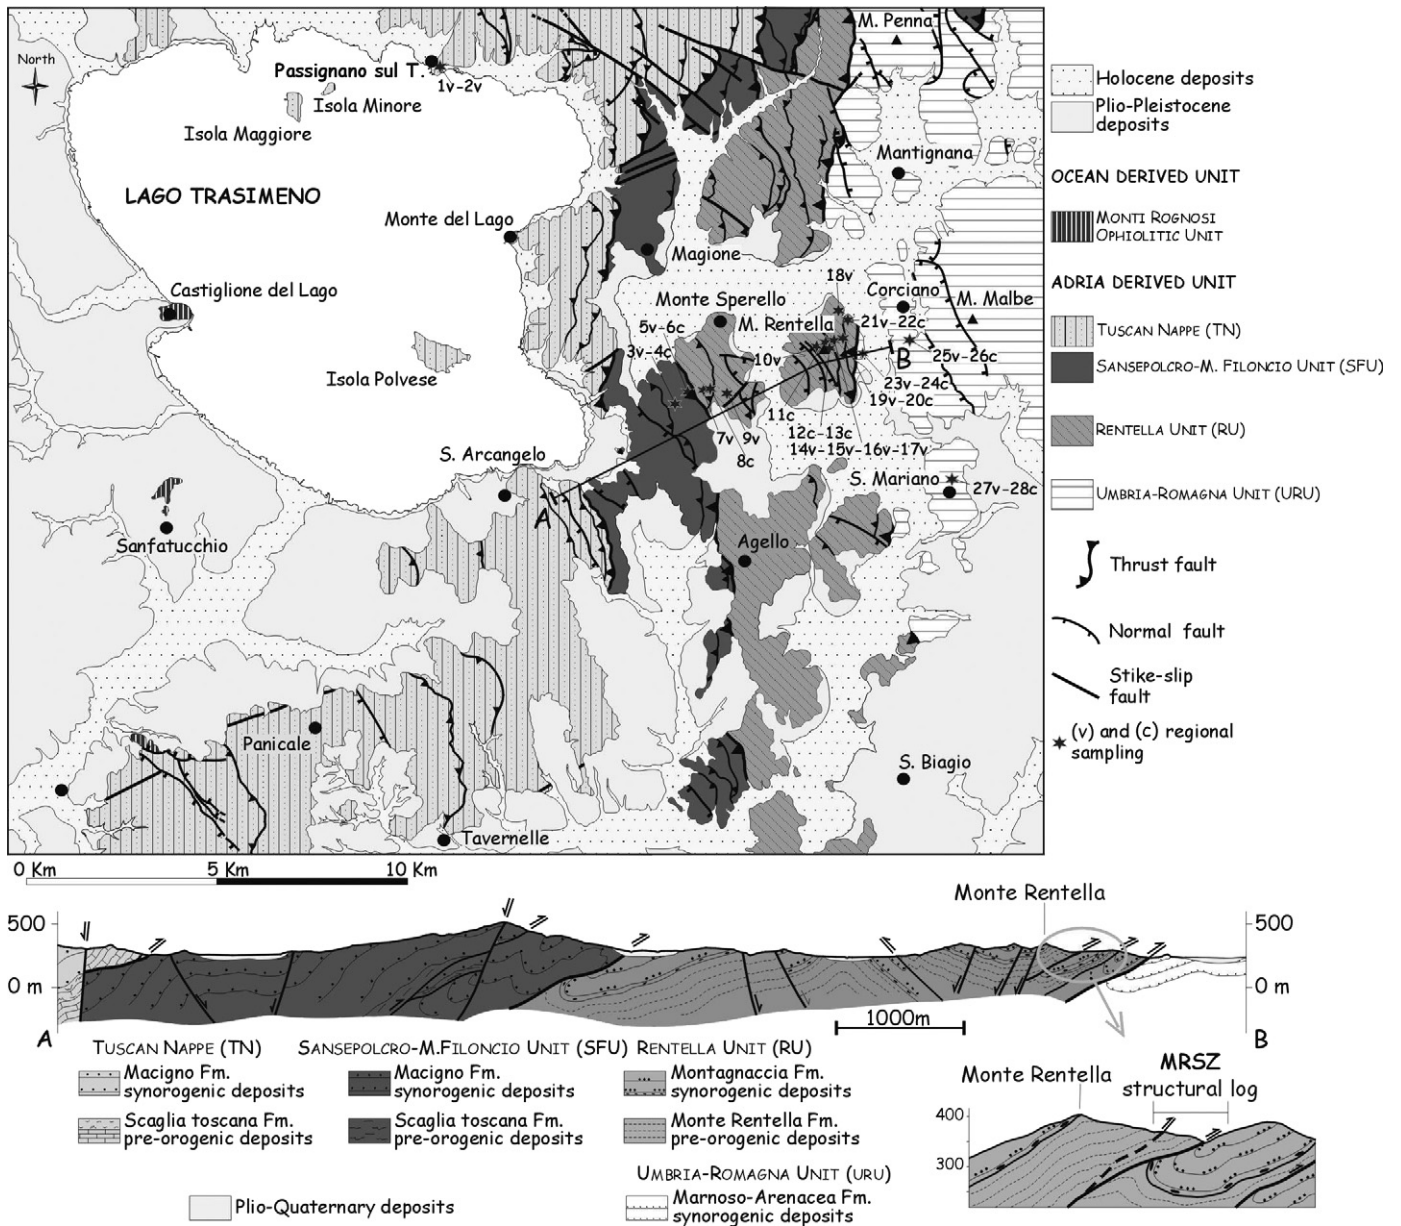 North
M. Penna
Passignano sul T.
1v-2v
Isola Minore
Isola Maggiore
Mantignana
LAGO TRASIMENO
Monte del Lago
Magione
18v
Castiglione del Lago
Monte Sperello
Corciano
M. Malbe
5v-6c
M. Rentella
21v-22c
3v-4c
10v
B
25v-26c
Isola Polvese
23v-24c
19v-20c
11c
7v 9v
12c-13c
8c
14v-15v-16v-17v
S. Arcangelo
S. Mariano
27v-28c
A
Sanfatucchio
Agello
Panicale
S. Biagio
Tavernelle
0 Km 5 Km 10 Km
Holocene deposits
Plio-Pleistocene
deposits
OCEAN DERIVED UNIT
MONTI ROGNOSI
OPHIOLITIC UNIT
ADRIA DERIVED UNIT
TUSCAN NAPPE (TN)
SANSEPOLCRO-M. FILONCIO UNIT (SFU)
RENTELLA UNIT (RU)
UMBRIA-ROMAGNA UNIT (URU)
Thrust fault
Normal fault
Stike-slip
fault
(v) and (c) regional
sampling
Monte Rentella
500
500
0 m
0 m
1000m
A
B
TUSCAN NAPPE (TN)
Macigno Fm.
synorogenic deposits
Scaglia toscana Fm.
pre-orogenic deposits
SANSEPOLCRO-M.FILONCIO UNIT (SFU)
Macigno Fm.
synorogenic deposits
Scaglia toscana Fm.
pre-orogenic deposits
RENTELLA UNIT (RU)
Montagnaccia Fm.
synorogenic deposits
Monte Rentella Fm.
pre-orogenic deposits
UMBRIA-ROMAGNA UNIT (URU)
Marnoso-Arenacea Fm.
synorogenic deposits
Plio-Quaternary deposits
Monte Rentella
MRSZ
structural log
400
300